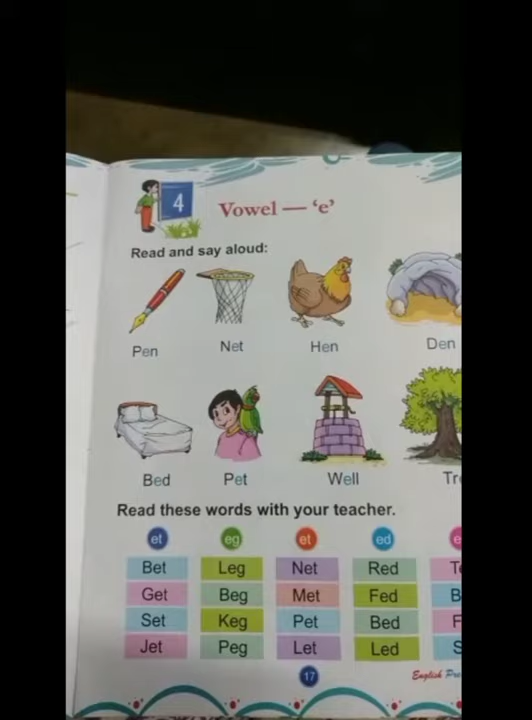 4
Vowel — 'e'
Read and say aloud:
Pen Net Hen Den
Bed Pet Well
Read these words with your teacher.
et eg et ed
Bet Leg Net Red
Get Beg Met Fed
Set Keg Pet Bed
Jet Peg Let Led
17
English